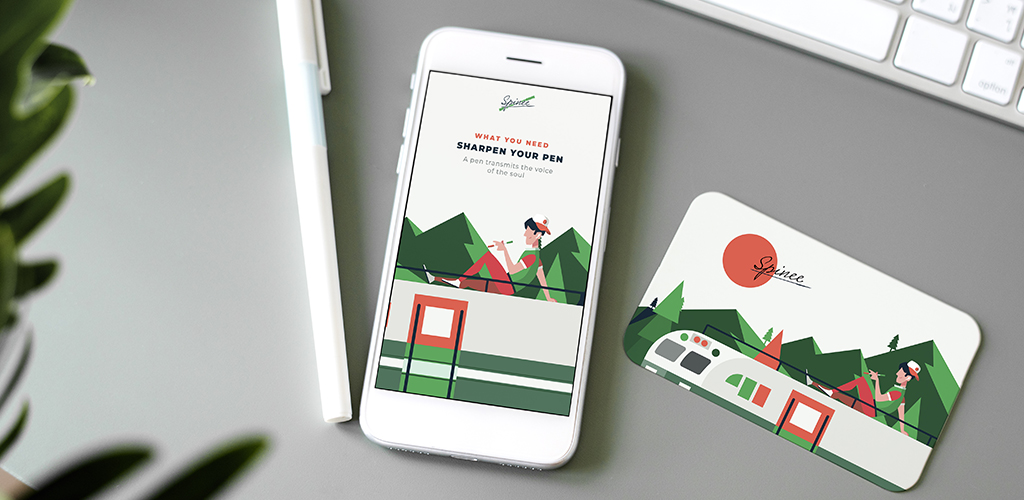 Spinee
WHAT YOU NEED
SHARPEN YOUR PEN
A pen transmits the voice
of the soul
Spinee
option